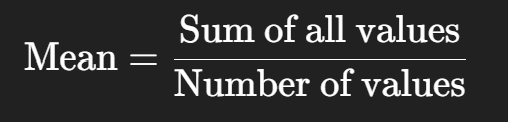 Mean = Sum of all values
Number of values